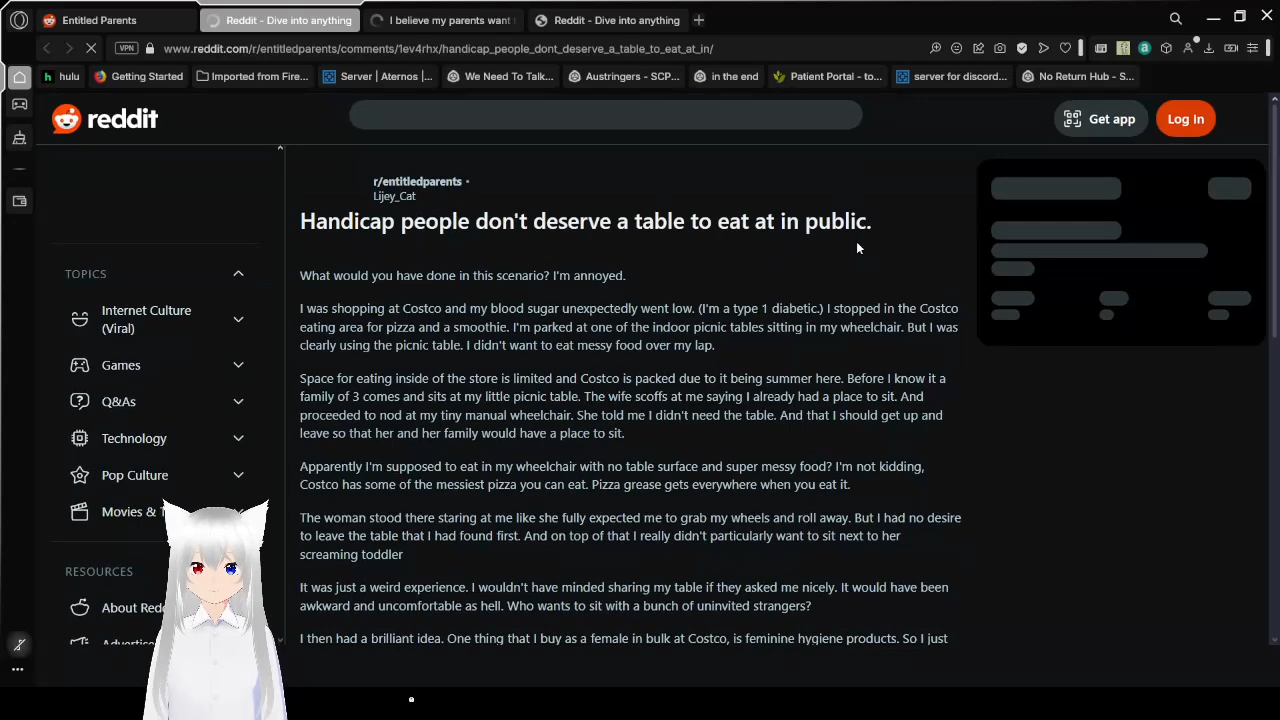 Entitled Parents
Reddit - Dive into anything
I believe my parents want
Reddit - Dive into anything
VPN
www.reddit.com/r/entitledparents/comments/1ev4rhx/handicap_people_dont_deserve_a_table_to_eat_at_in/
hulu
Getting Started
Imported from Fire...
Server | Aternos |...
We Need To Talk...
Austringers - SCP...
in the end
Patient Portal - to...
server for discord...
No Return Hub - S...
reddit
Get app
Log In
r/entitledparents •
Lijey_Cat
Handicap people don't deserve a table to eat at in public.
What would you have done in this scenario? I'm annoyed.
I was shopping at Costco and my blood sugar unexpectedly went low. (I'm a type 1 diabetic.) I stopped in the Costco
eating area for pizza and a smoothie. I'm parked at one of the indoor picnic tables sitting in my wheelchair. But I was
clearly using the picnic table. I didn't want to eat messy food over my lap.
Space for eating inside of the store is limited and Costco is packed due to it being summer here. Before I know it a
family of 3 comes and sits at my little picnic table. The wife scoffs at me saying I already had a place to sit. And
proceeded to nod at my tiny manual wheelchair. She told me I didn't need the table. And that I should get up and
leave so that her and her family would have a place to sit.
Apparently I'm supposed to eat in my wheelchair with no table surface and super messy food? I'm not kidding,
Costco has some of the messiest pizza you can eat. Pizza grease gets everywhere when you eat it.
The woman stood there staring at me like she fully expected me to grab my wheels and roll away. But I had no desire
to leave the table that I had found first. And on top of that I really didn't particularly want to sit next to her
screaming toddler
It was just a weird experience. I wouldn't have minded sharing my table if they asked me nicely. It would have been
awkward and uncomfortable as hell. Who wants to sit with a bunch of uninvited strangers?
I then had a brilliant idea. One thing that I buy as a female in bulk at Costco, is feminine hygiene products. So I just
TOPICS
Internet Culture
(Viral)
Games
Q&As
Technology
Pop Culture
Movies &
RESOURCES
About Red